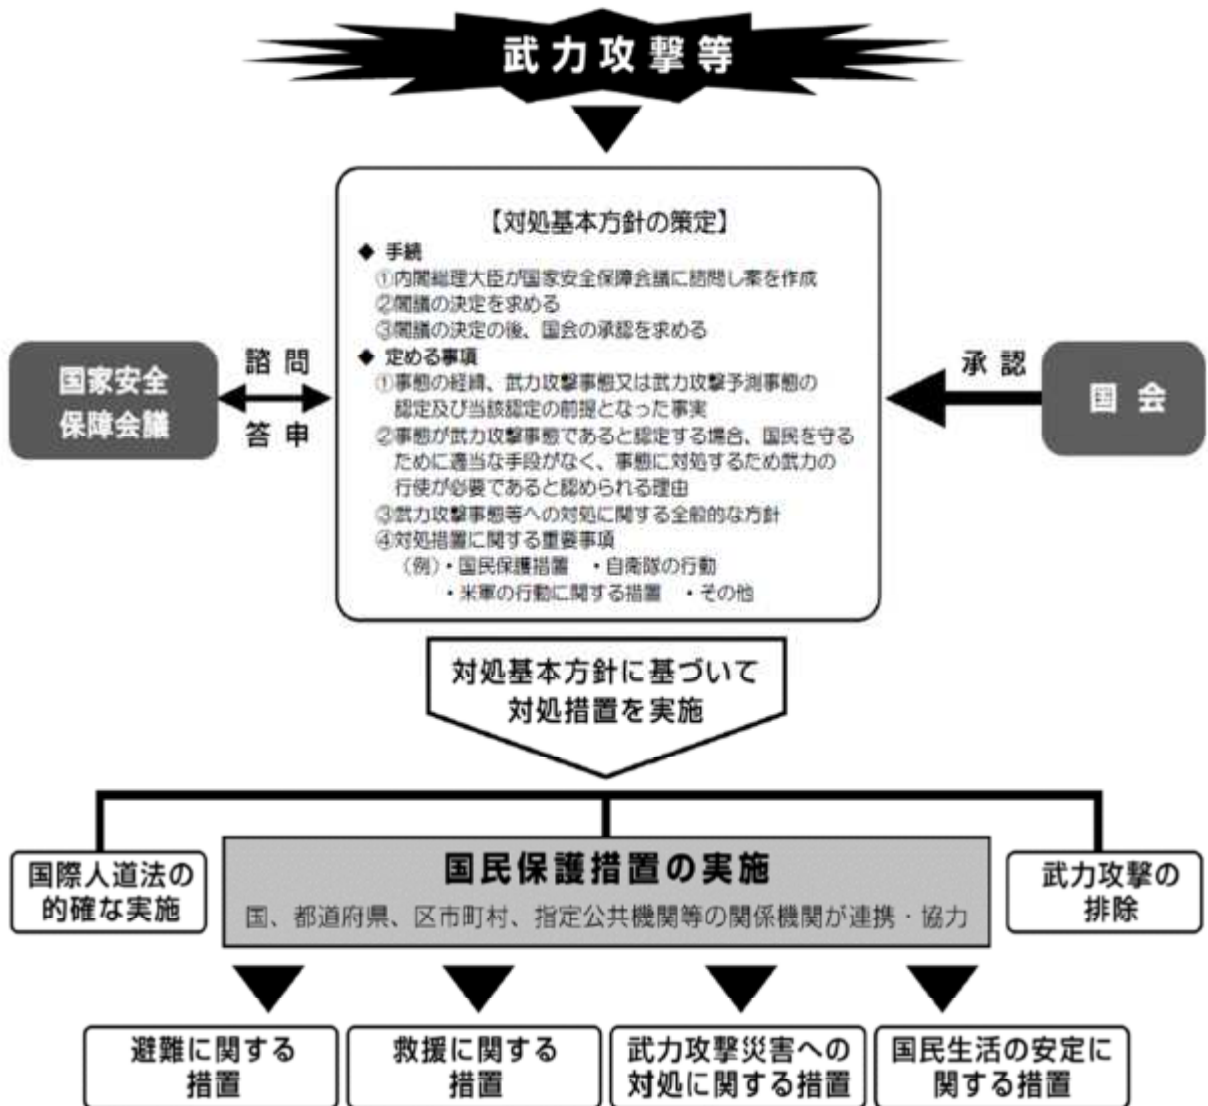 武力攻撃等
【対処基本方針の策定】
◆ 手続
①内閣総理大臣が国家安全保障会議に諮問し案を作成
②閣議の決定を求める
③閣議の決定の後、国会の承認を求める
◆ 定める事項
①事態の経緯、武力攻撃事態又は武力攻撃予測事態の
認定及び当該認定の前提となった事実
②事態が武力攻撃事態であると認定する場合、国民を守る
ために適当な手段がなく、事態に対処するため武力の
行使が必要であると認められる理由
③武力攻撃事態等への対処に関する全般的な方針
④対処措置に関する重要事項
（例）・国民保護措置 ・自衛隊の行動
・米軍の行動に関する措置 ・その他
国家安全
保障会議
諮問
答申
承認
国会
対処基本方針に基づいて
対処措置を実施
国際人道法の
的確な実施
国民保護措置の実施
国、都道府県、区市町村、指定公共機関等の関係機関が連携・協力
武力攻撃の
排除
避難に関する
措置
救援に関する
措置
武力攻撃災害への
対処に関する措置
国民生活の安定に
関する措置